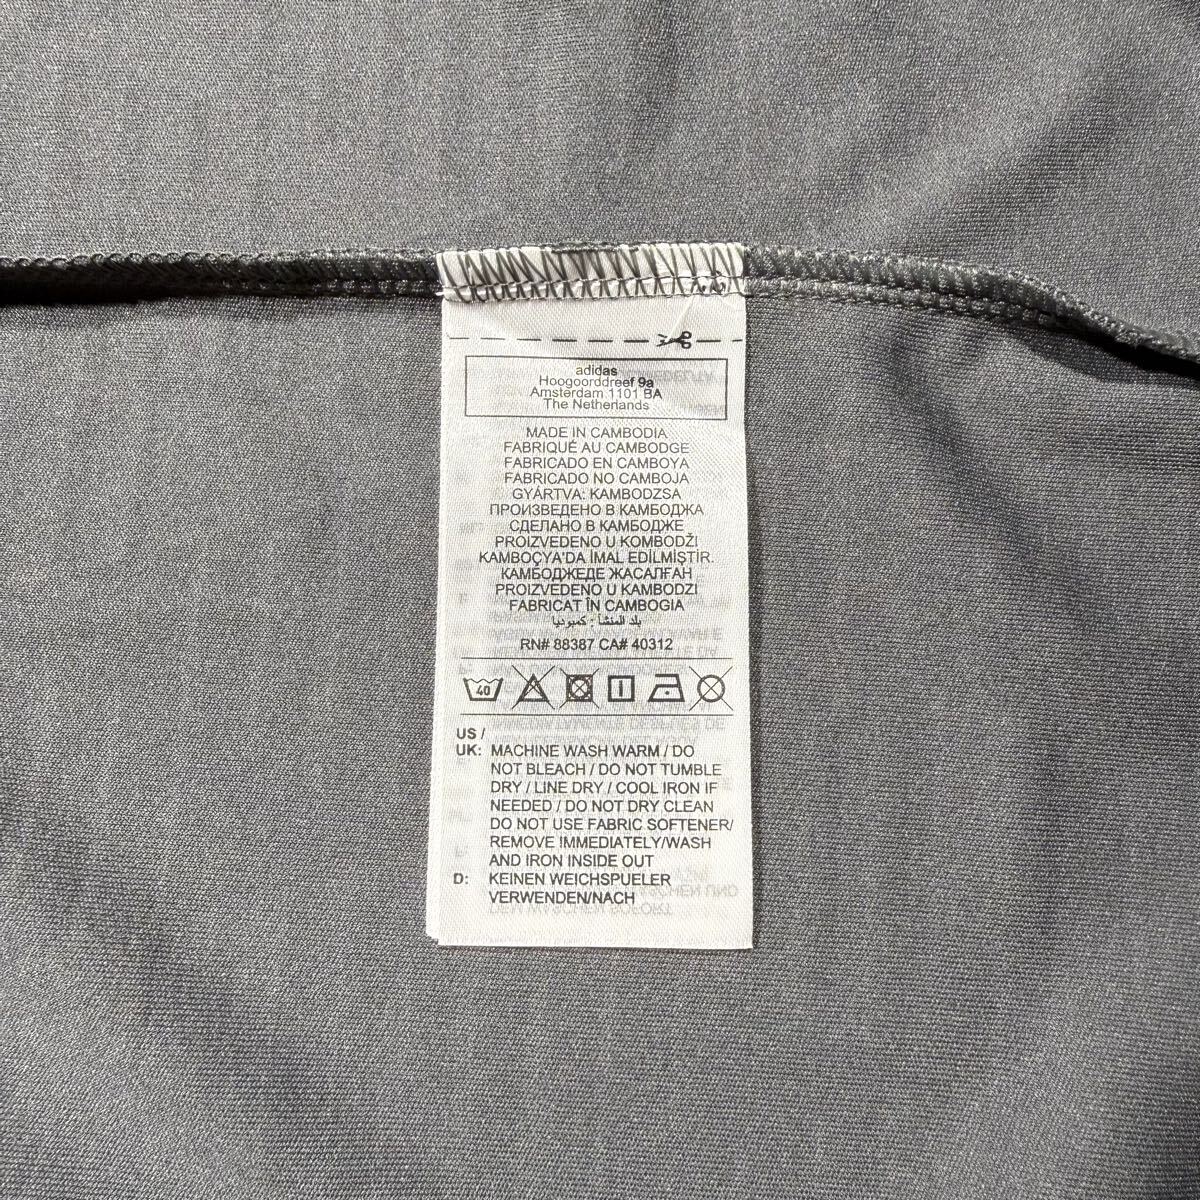 adidas
Hoogoorddreef 9a
Amsterdam 1101 BA
The Netherlands
MADE IN CAMBODIA
FABRIQUÉ AU CAMBODGE
FABRICADO EN CAMBOYA
FABRICADO NO CAMBOJA
GYÁRTVA: KAMBODZSA
ПРОИЗВЕДЕНО В КАМБОДЖА
СДЕЛАНО В КАМБОДЖЕ
PROIZVEDENO U KOMBODŽI
KAMBOÇYA'DA İMAL EDİLMİŞTİR.
КАМБОДЖЕДЕ ЖАСАЛҒАН
PROIZVEDENO U KAMBODZI
FABRICAT ÎN CAMBOGIA
بلد المنشأ : كمبوديا
RN# 88387 CA# 40312
40
US /
UK: MACHINE WASH WARM / DO
NOT BLEACH / DO NOT TUMBLE
DRY / LINE DRY / COOL IRON IF
NEEDED / DO NOT DRY CLEAN
DO NOT USE FABRIC SOFTENER/
REMOVE IMMEDIATELY/WASH
AND IRON INSIDE OUT
D: KEINEN WEICHSPUELER
VERWENDEN/NACH